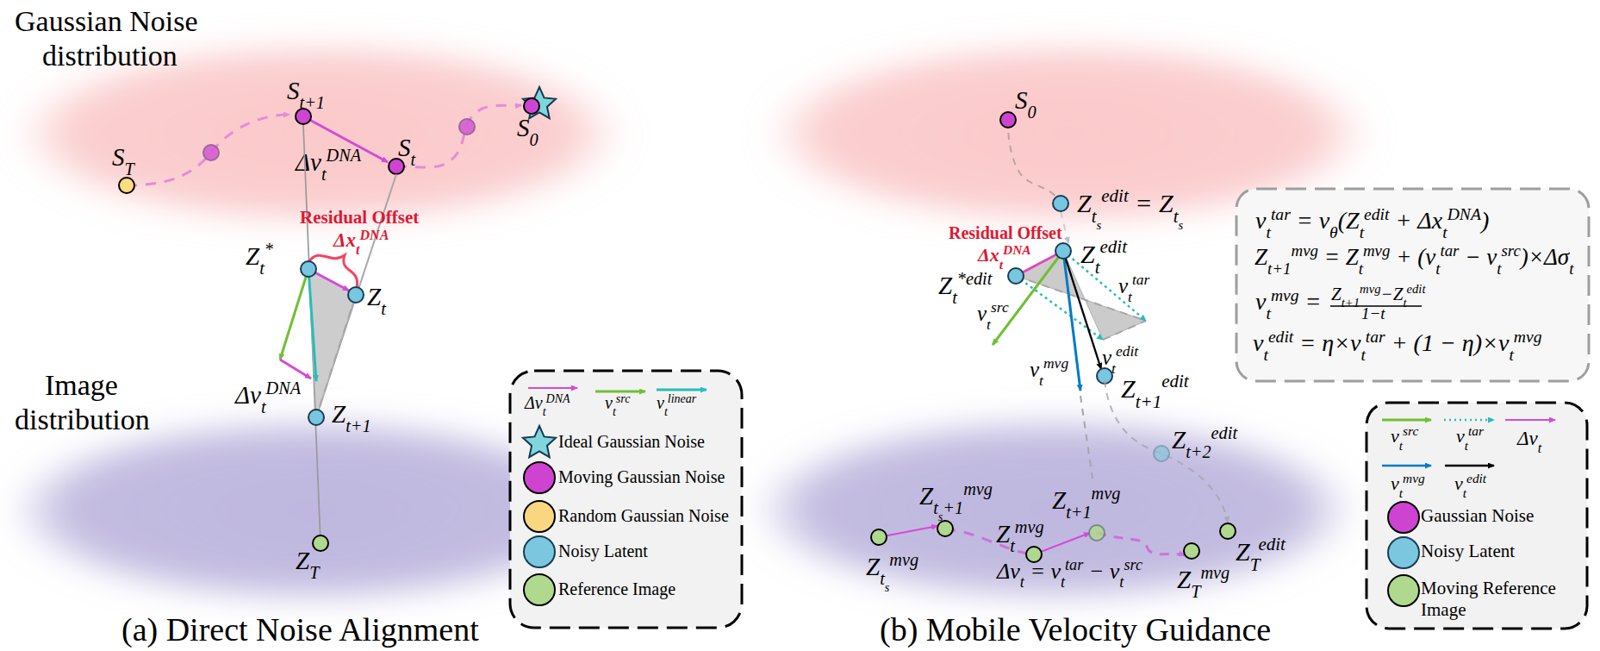 Gaussian Noise
distribution
S_{t+1}
S_T
Δv_t^{DNA}
S_t
S_0
Residual Offset
Δx_t^{DNA}
Z_t^*
Z_t
Image
distribution
Δv_t^{DNA}
Z_{t+1}
Z_T
Δv_t^{DNA} v_t^{src} v_t^{linear}
Ideal Gaussian Noise
Moving Gaussian Noise
Random Gaussian Noise
Noisy Latent
Reference Image
(a) Direct Noise Alignment
S_0
Z_{t_s}^{edit} = Z_{t_s}
Residual Offset
Δx_t^{DNA}
Z_t^{edit}
Z_t^{*edit}
v_t^{tar}
v_t^{src}
v_t^{mvg}
v_t^{edit}
Z_{t+1}^{edit}
Z_{t+2}^{edit}
Z_{t_s+1}^{mvg}
Z_{t+1}^{mvg}
Z_t^{mvg}
Z_{t_s}^{mvg}
Δv_t = v_t^{tar} − v_t^{src}
Z_T^{mvg}
Z_T^{edit}
v_t^{tar} = v_θ(Z_t^{edit} + Δx_t^{DNA})
Z_{t+1}^{mvg} = Z_t^{mvg} + (v_t^{tar} − v_t^{src})×Δσ_t
v_t^{mvg} = \frac{Z_{t+1}^{mvg}−Z_t^{edit}}{1−t}
v_t^{edit} = η×v_t^{tar} + (1 − η)×v_t^{mvg}
v_t^{src} v_t^{tar} Δv_t
v_t^{mvg} v_t^{edit}
Gaussian Noise
Noisy Latent
Moving Reference
Image
(b) Mobile Velocity Guidance